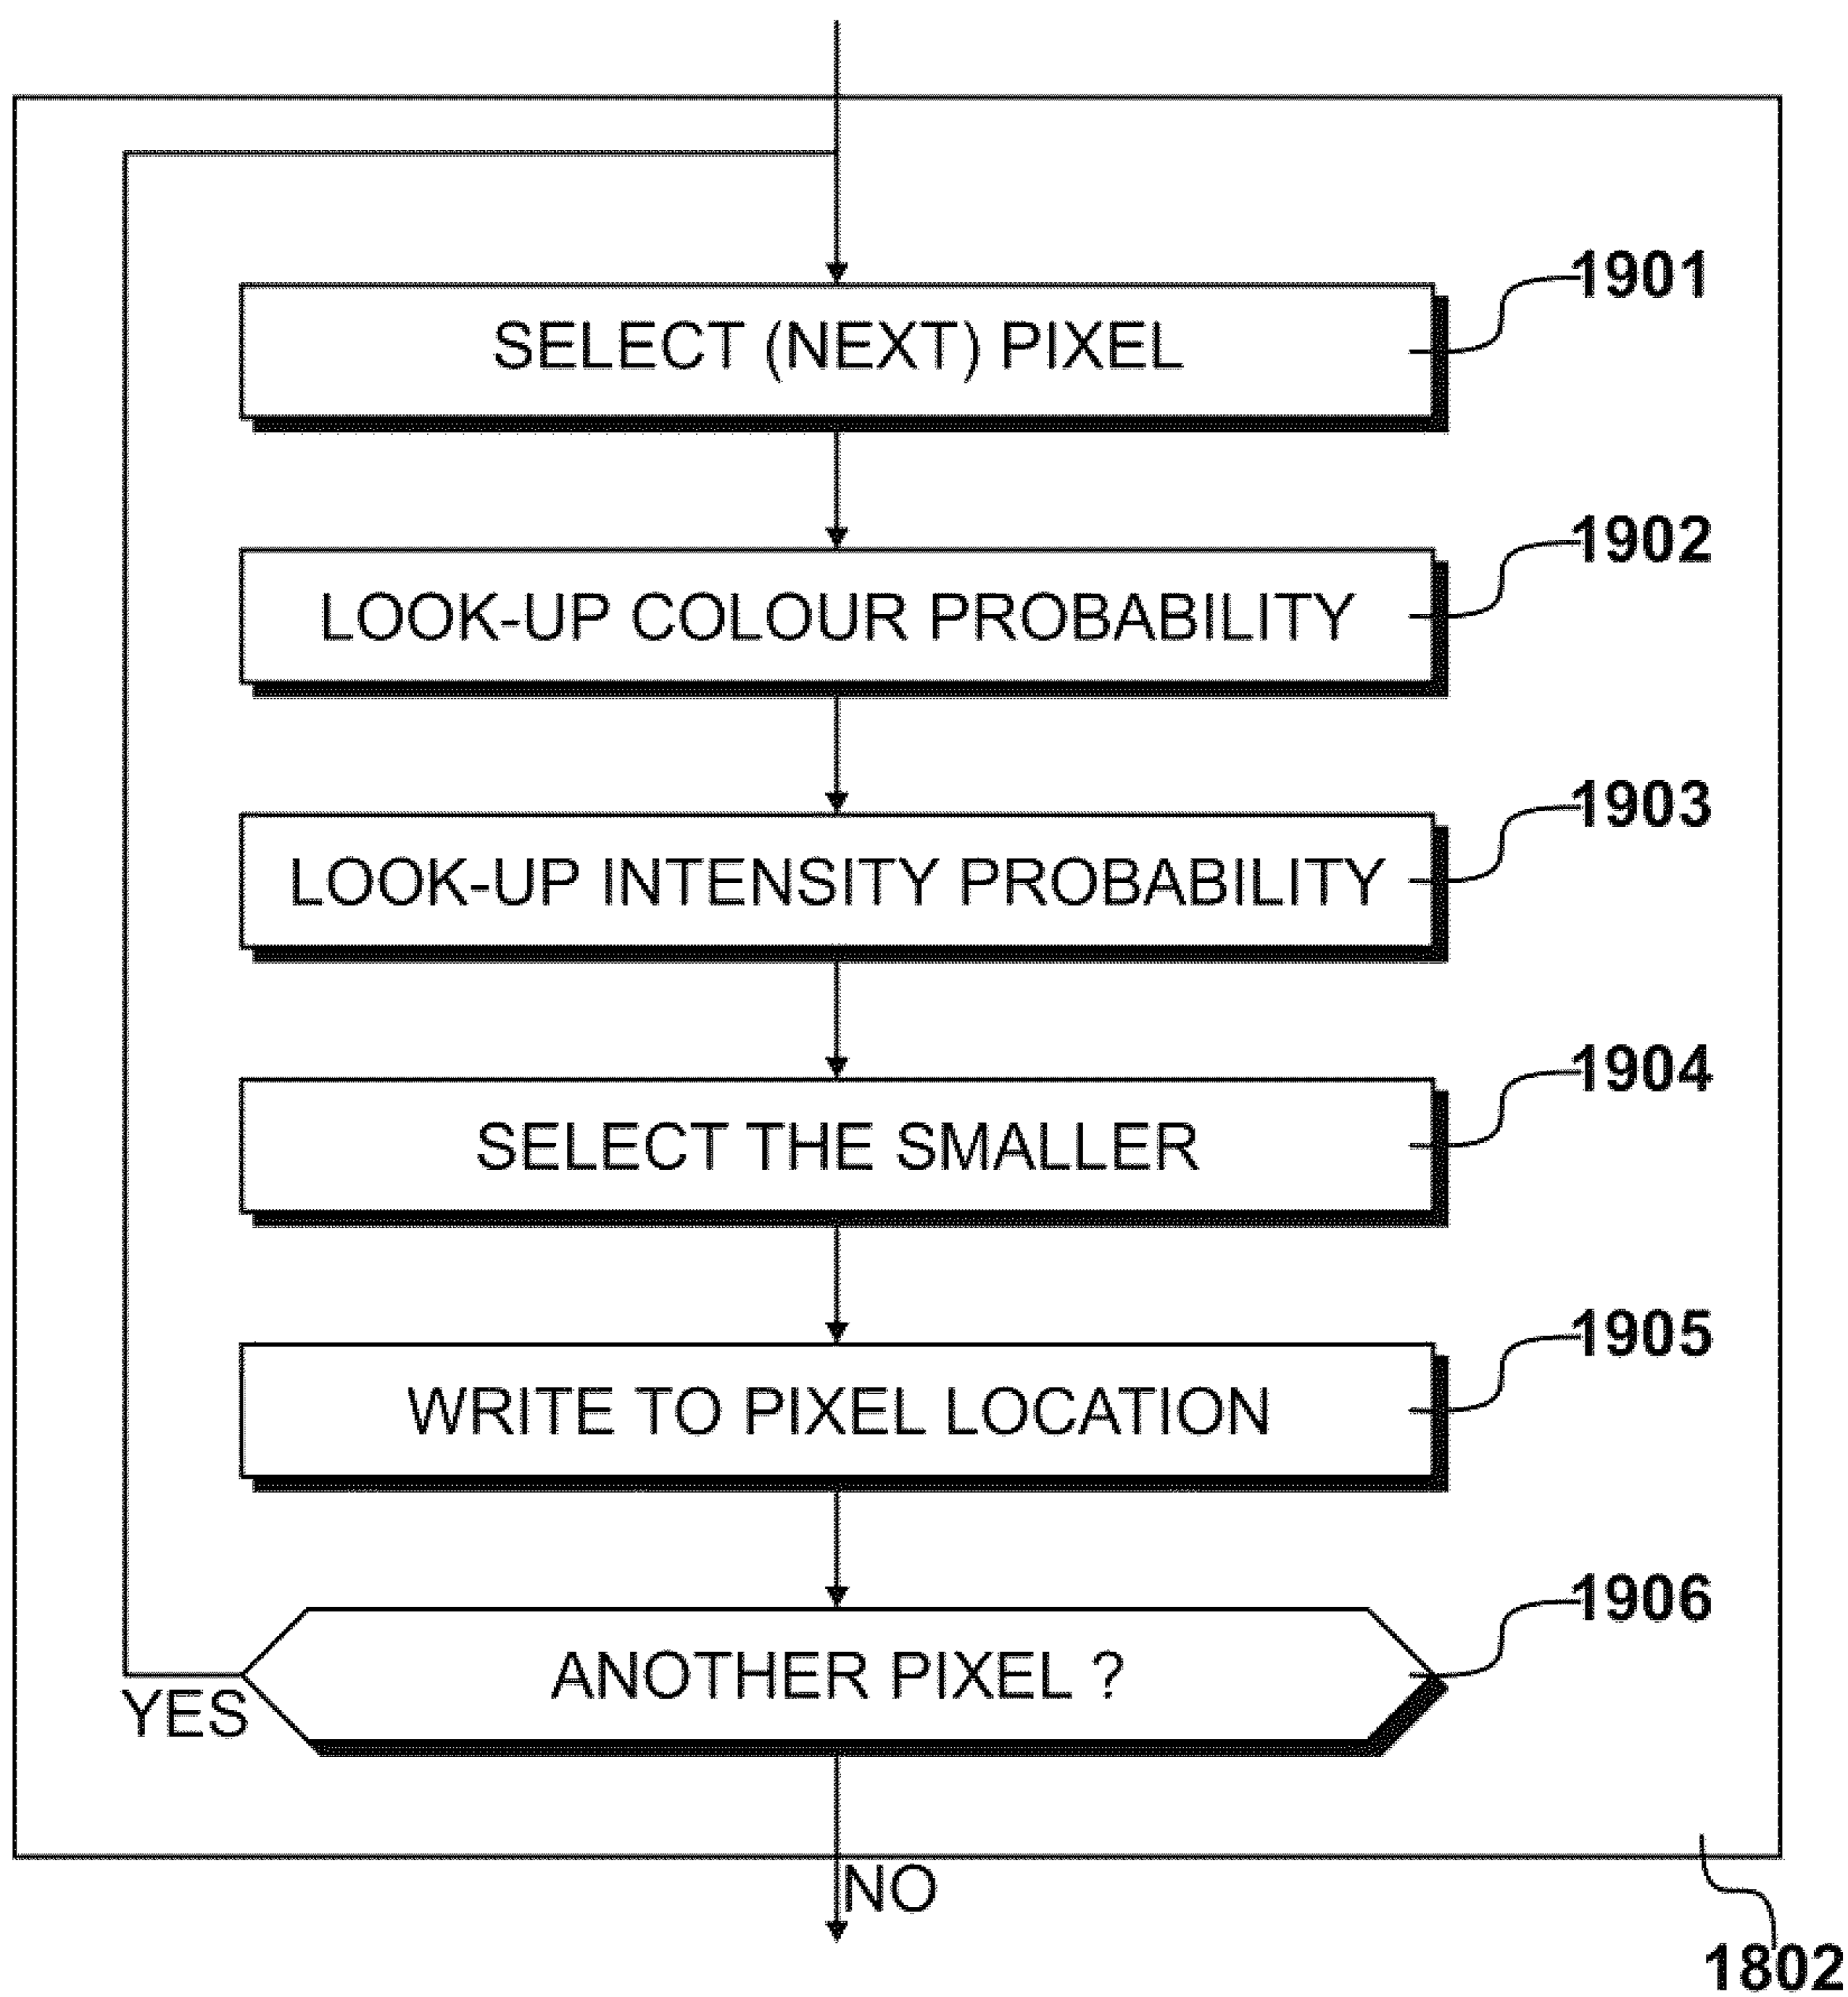 1901
SELECT (NEXT) PIXEL
1902
LOOK-UP COLOUR PROBABILITY
1903
LOOK-UP INTENSITY PROBABILITY
1904
SELECT THE SMALLER
1905
WRITE TO PIXEL LOCATION
1906
ANOTHER PIXEL ?
YES
NO
1802